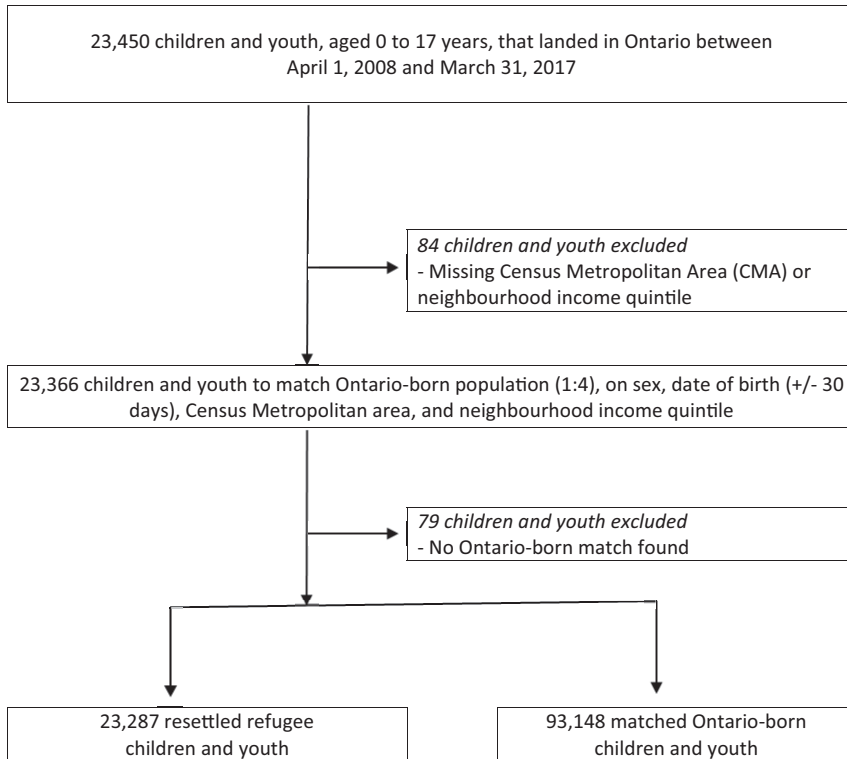 23,450 children and youth, aged 0 to 17 years, that landed in Ontario between
April 1, 2008 and March 31, 2017
84 children and youth excluded
- Missing Census Metropolitan Area (CMA) or
neighbourhood income quintile
23,366 children and youth to match Ontario-born population (1:4), on sex, date of birth (+/- 30
days), Census Metropolitan area, and neighbourhood income quintile
79 children and youth excluded
- No Ontario-born match found
23,287 resettled refugee
children and youth
93,148 matched Ontario-born
children and youth